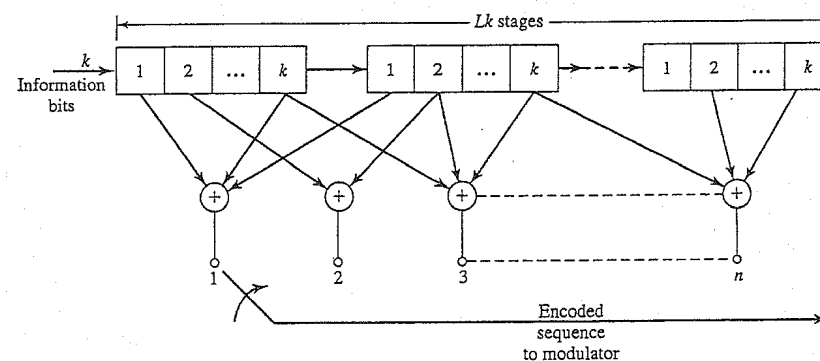 Lk stages
k
Information
bits
1 2 ... k
1 2 ... k
1 2 ... k
+ + + +
1 2 3 n
Encoded
sequence
to modulator